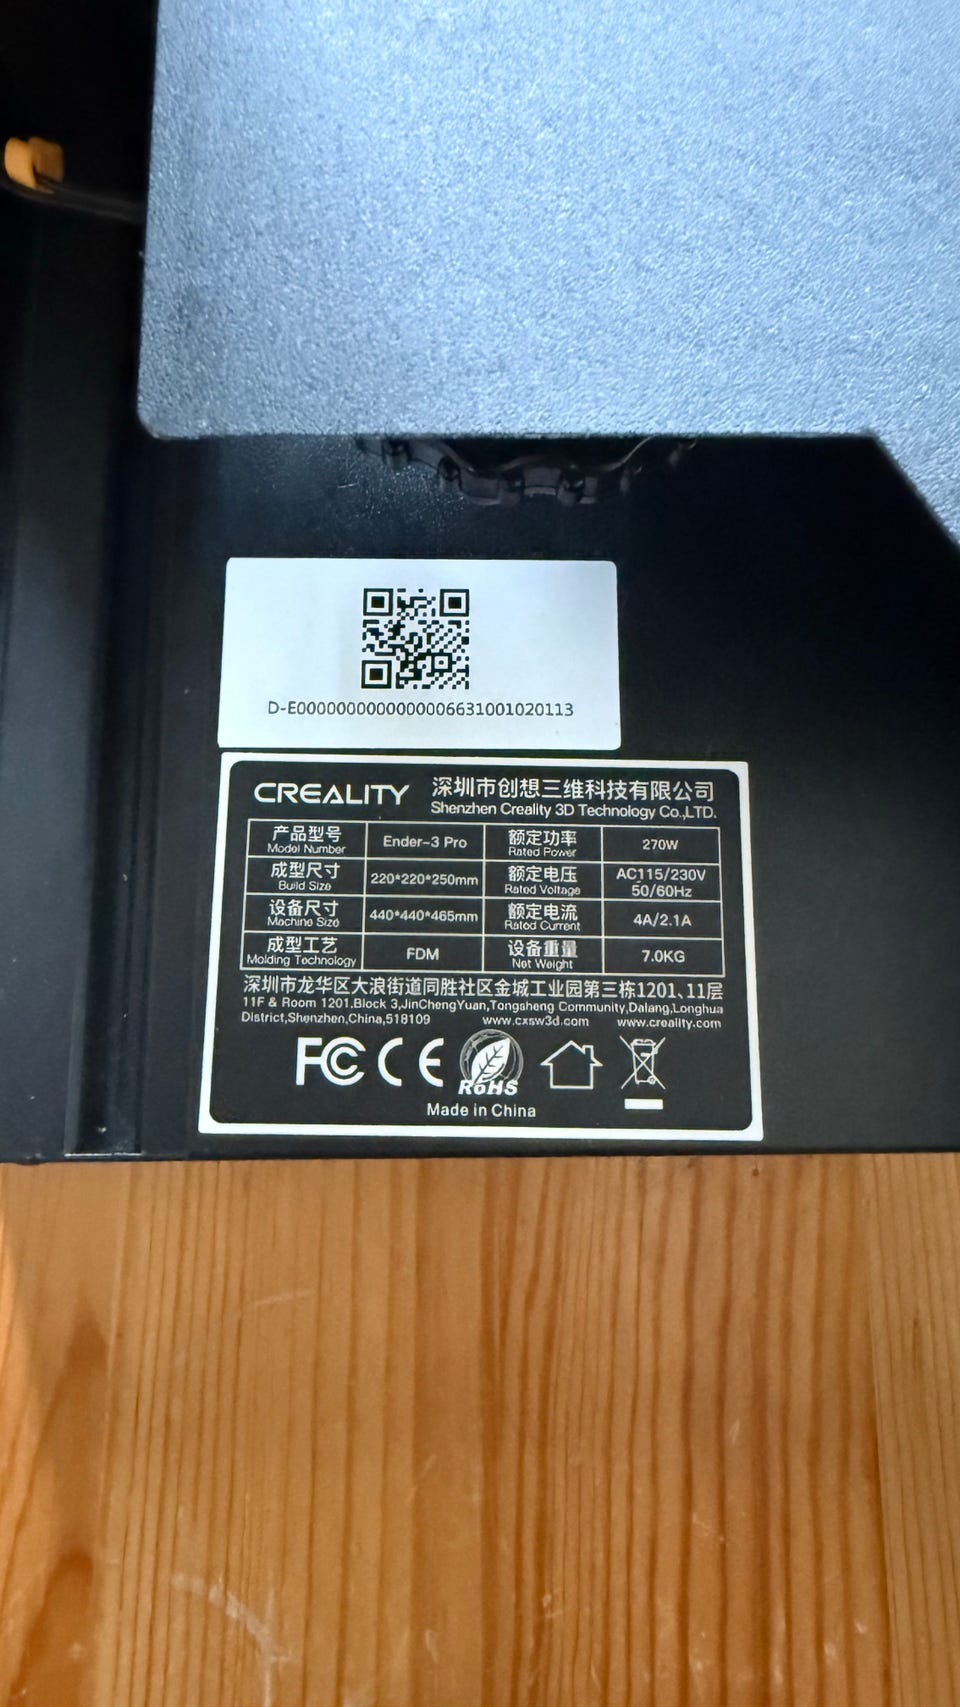 D-E00000000000000006631001020113
CREALITY 深圳市创想三维科技有限公司
Shenzhen Creality 3D Technology Co.,LTD.
产品型号 Ender-3 Pro 额定功率 270W
Model Number Rated Power
成型尺寸 220*220*250mm 额定电压 AC115/230V
Build Size Rated Voltage 50/60Hz
设备尺寸 440*440*465mm 额定电流 4A/2.1A
Machine Size Rated Current
成型工艺 FDM 设备重量 7.0KG
Molding Technology Net Weight
深圳市龙华区大浪街道同胜社区金城工业园第三栋1201、11层
11F & Room 1201,Block 3,JinChengYuan,Tongsheng Community,Dalang,Longhua
District,Shenzhen,China,518109 www.cxsw3d.com www.creality.com
FC CE RoHS
Made in China